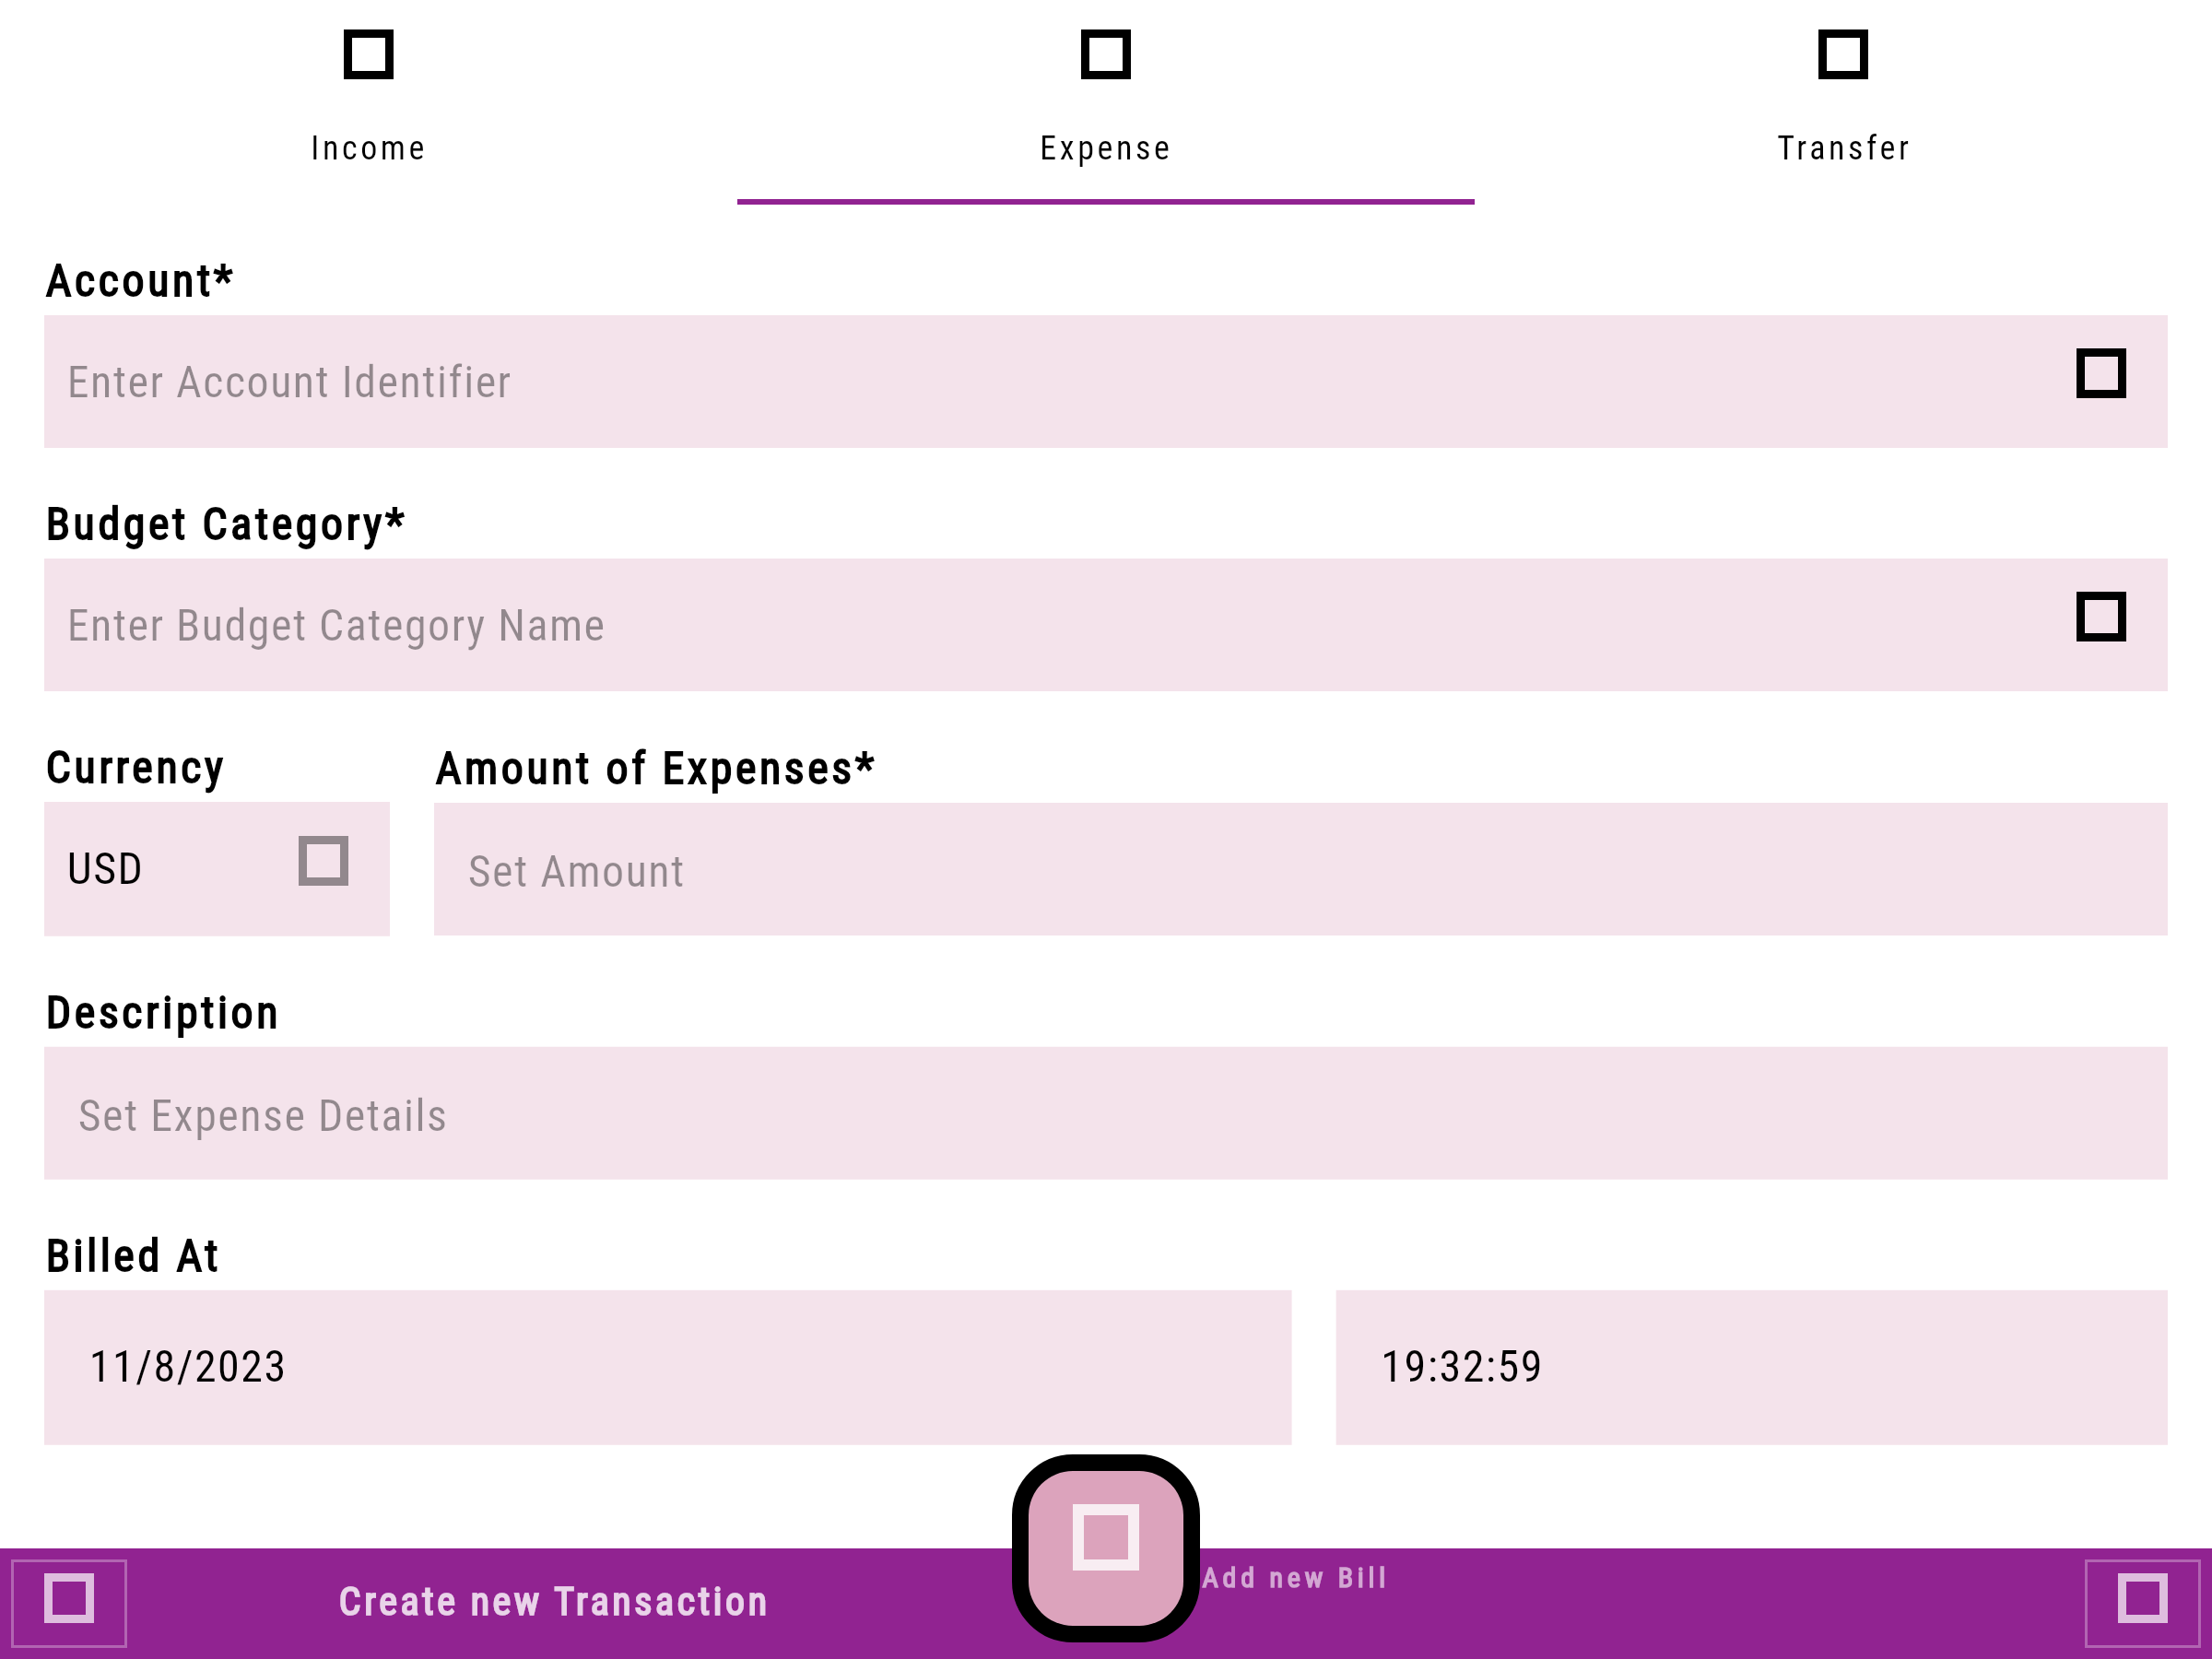 Income
Expense
Transfer
Account*
Enter Account Identifier
Budget Category*
Enter Budget Category Name
Currency
Amount of Expenses*
USD
Set Amount
Description
Set Expense Details
Billed At
11/8/2023
19:32:59
Create new Transaction
Add new Bill